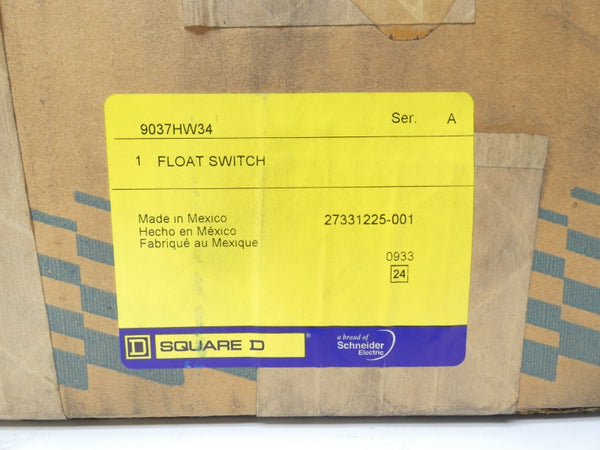 9037HW34 Ser. A
1 FLOAT SWITCH
Made in Mexico 27331225-001
Hecho en México
Fabriqué au Mexique
0933
24
D SQUARE D
a brand of
Schneider
Electric